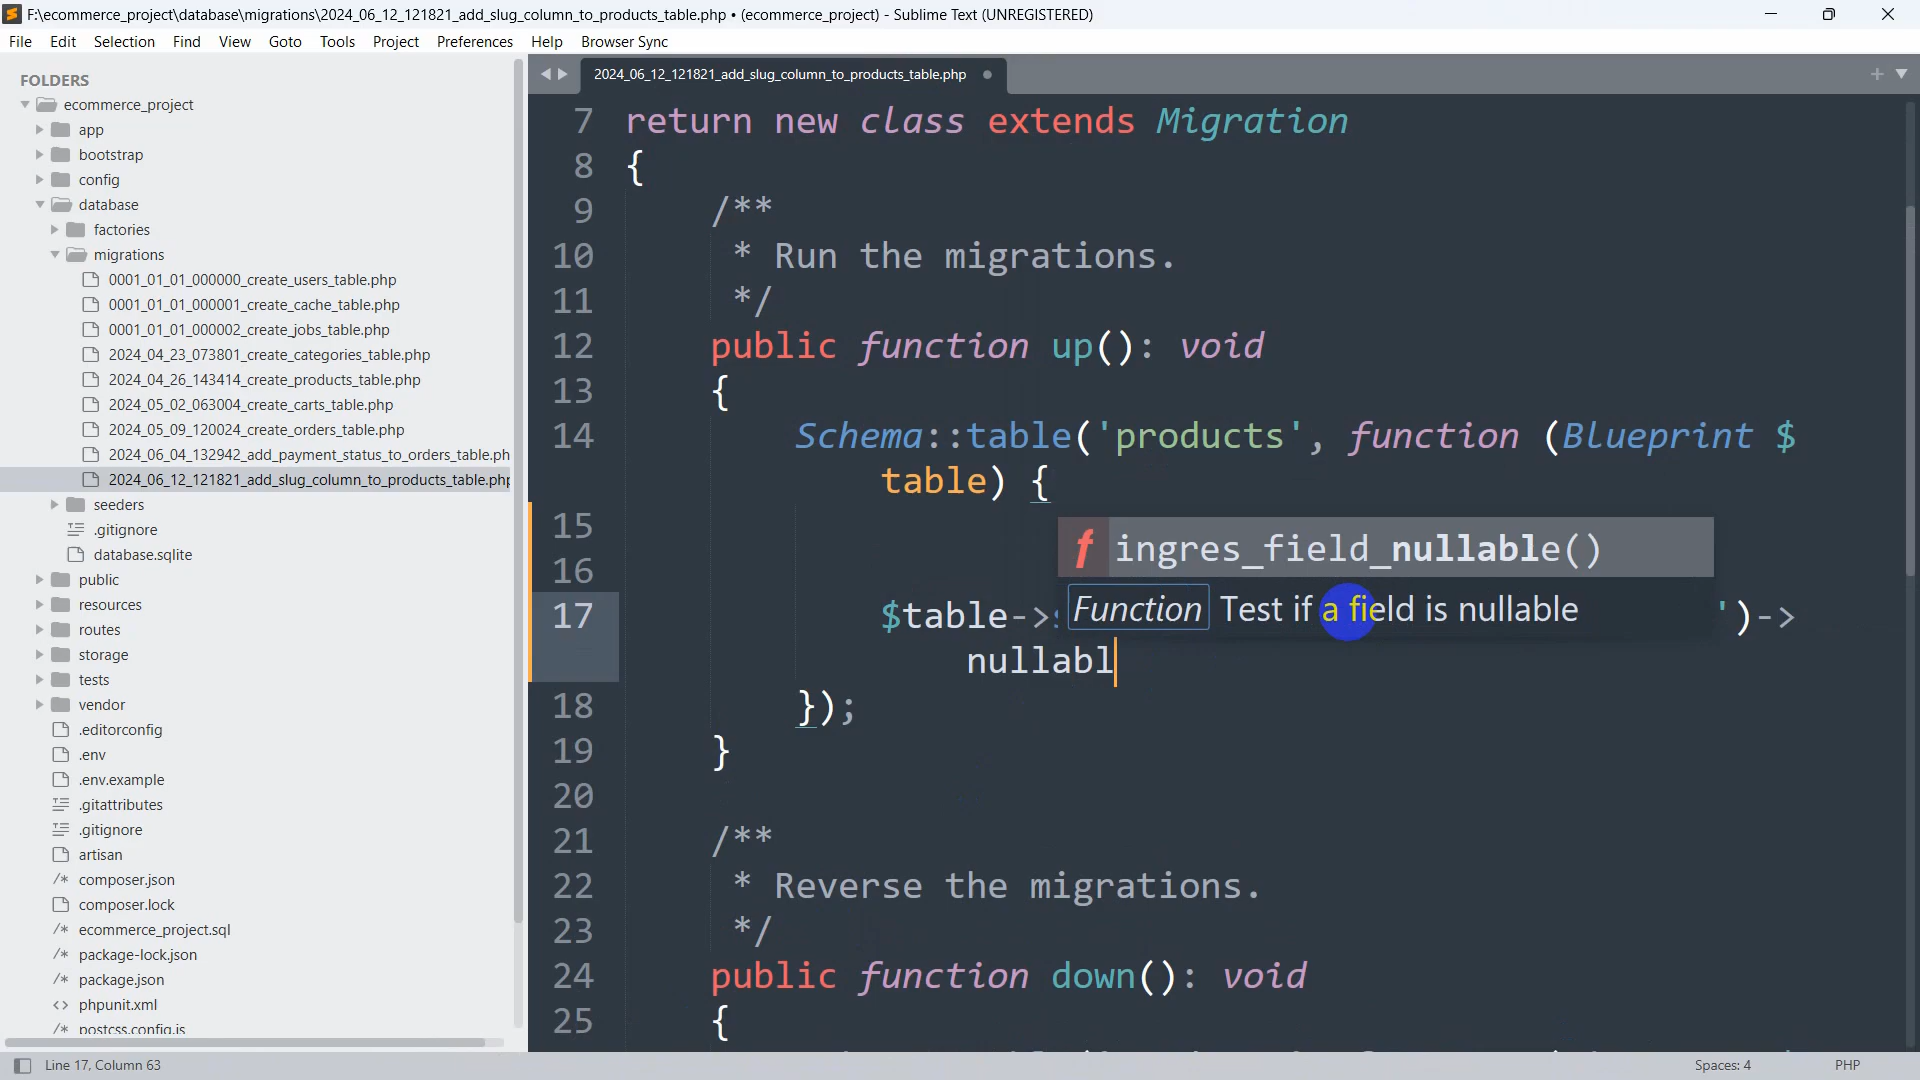 F:\ecommerce_project\database\migrations\2024_06_12_121821_add_slug_column_to_products_table.php • (ecommerce_project) - Sublime Text (UNREGISTERED)
File Edit Selection Find View Goto Tools Project Preferences Help Browser Sync
FOLDERS
ecommerce_project
app
bootstrap
config
database
factories
migrations
0001_01_01_000000_create_users_table.php
0001_01_01_000001_create_cache_table.php
0001_01_01_000002_create_jobs_table.php
2024_04_23_073801_create_categories_table.php
2024_04_26_143414_create_products_table.php
2024_05_02_063004_create_carts_table.php
2024_05_09_120024_create_orders_table.php
2024_06_04_132942_add_payment_status_to_orders_table.ph
2024_06_12_121821_add_slug_column_to_products_table.php
seeders
.gitignore
database.sqlite
public
resources
routes
storage
tests
vendor
.editorconfig
.env
.env.example
.gitattributes
.gitignore
artisan
/* composer.json
composer.lock
/* ecommerce_project.sql
/* package-lock.json
/* package.json
<> phpunit.xml
/* postcss.config.js
2024_06_12_121821_add_slug_column_to_products_table.php
7 return new class extends Migration
8 {
9 /**
10 * Run the migrations.
11 */
12 public function up(): void
13 {
14 Schema::table('products', function (Blueprint $
table) {
15
16
17 $table-> ')->
nullabl
ingres_field_nullable()
Function Test if a field is nullable
18 });
19 }
20
21 /**
22 * Reverse the migrations.
23 */
24 public function down(): void
25 {
Line 17, Column 63
Spaces: 4
PHP